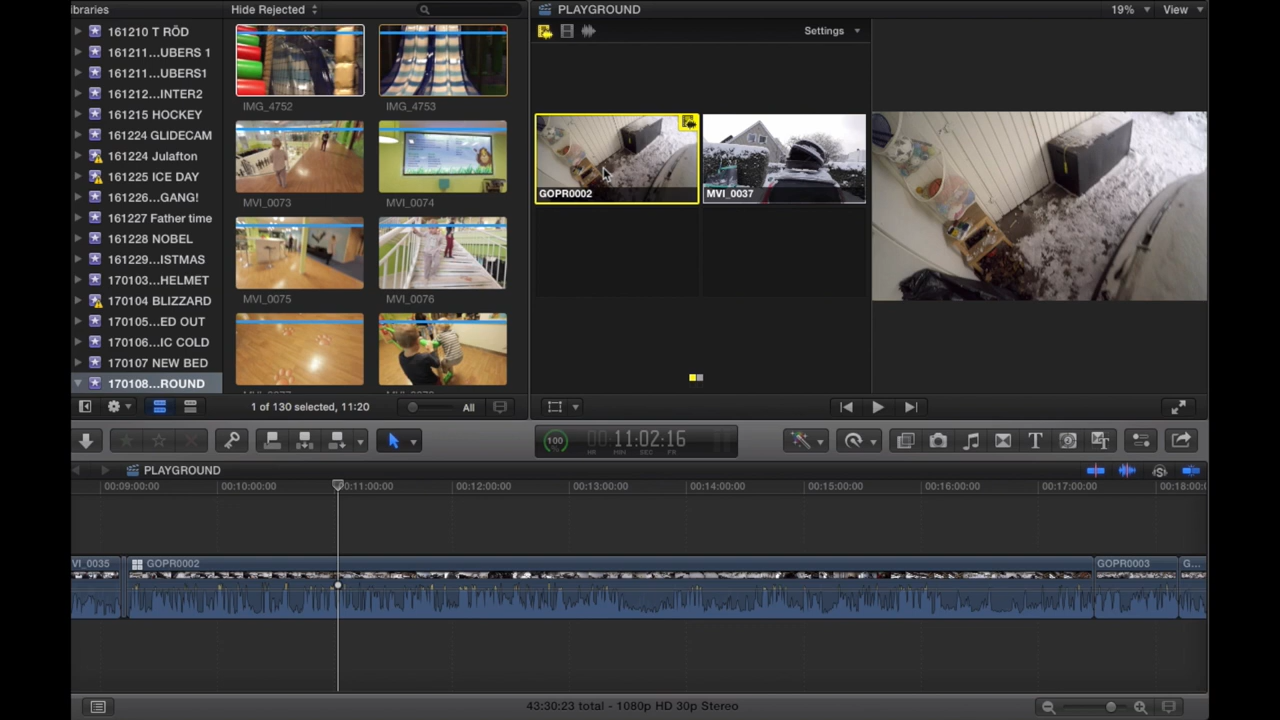 ibraries
Hide Rejected
PLAYGROUND
19%
View
161210 T RÖD
161211...UBERS 1
161211...UBERS1
161212...INTER2
161215 HOCKEY
161224 GLIDECAM
161224 Julafton
161225 ICE DAY
161226...GANG!
161227 Father time
161228 NOBEL
161229...ISTMAS
170103...HELMET
170104 BLIZZARD
170105...ED OUT
170106...IC COLD
170107 NEW BED
170108...ROUND
IMG_4752
IMG_4753
MVI_0073
MVI_0074
MVI_0075
MVI_0076
Settings
GOPR0002
MVI_0037
1 of 130 selected, 11:20
All
100
00:11:02:16
HR MIN SEC FR
T
PLAYGROUND
00:09:00:00
00:10:00:00
00:11:00:00
00:12:00:00
00:13:00:00
00:14:00:00
00:15:00:00
00:16:00:00
00:17:00:00
00:18:00:0
VI_0035
GOPR0002
GOPR0003
G...
43:30:23 total - 1080p HD 30p Stereo